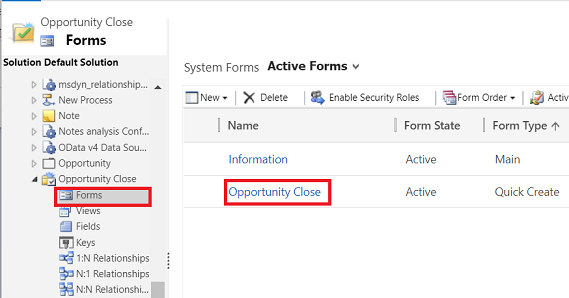 Opportunity Close
Forms
Solution Default Solution
msdyn_relationship...
New Process
Note
Notes analysis Conf...
OData v4 Data Sour...
Opportunity
Opportunity Close
Forms
Views
Fields
Keys
1:N Relationships
N:1 Relationships
N:N Relationships
System Forms Active Forms
New Delete Enable Security Roles Form Order Activ
Name Form State Form Type
Information Active Main
Opportunity Close Active Quick Create